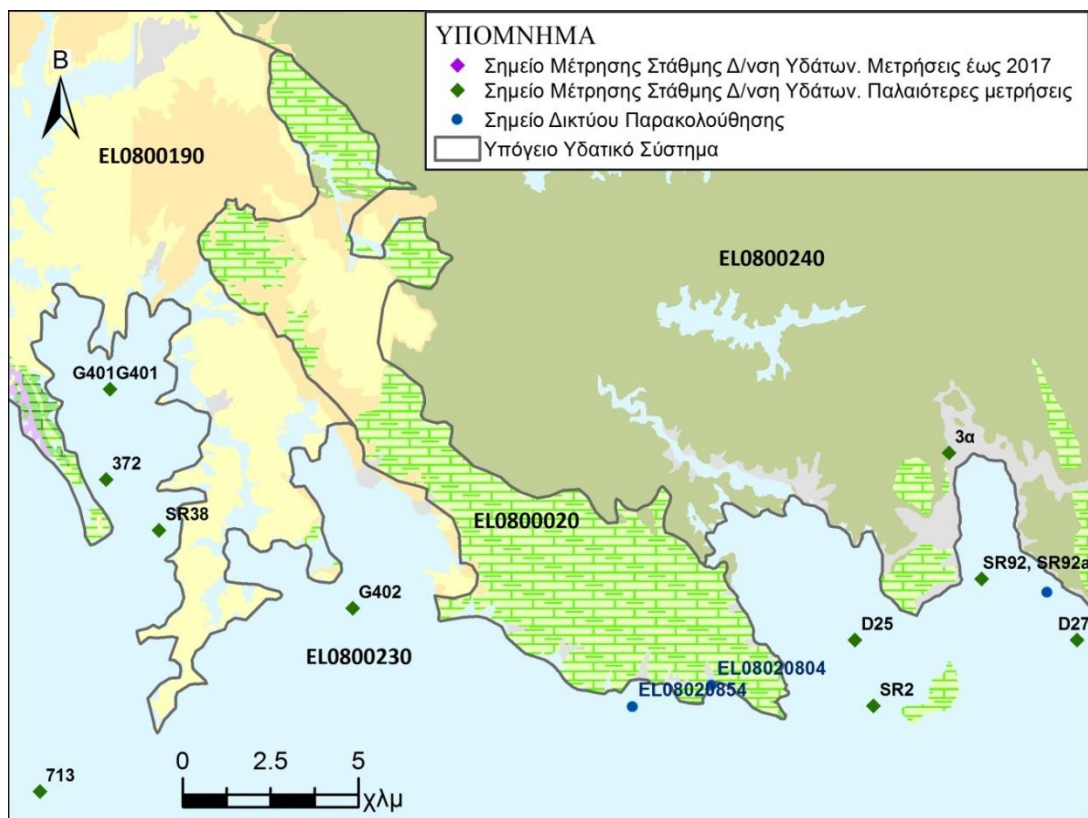 ΥΠΟΜΝΗΜΑ
Σημείο Μέτρησης Στάθμης Δ/νση Υδάτων. Μετρήσεις έως 2017
Σημείο Μέτρησης Στάθμης Δ/νση Υδάτων. Παλαιότερες μετρήσεις
Σημείο Δικτύου Παρακολούθησης
Υπόγειο Υδατικό Σύστημα
Β
EL0800190
EL0800240
G401G401
372
SR38
3α
EL0800020
SR92, SR92a
G402
D25
D27
EL0800230
EL08020804
EL08020854
SR2
713
0 2.5 5
χλμ